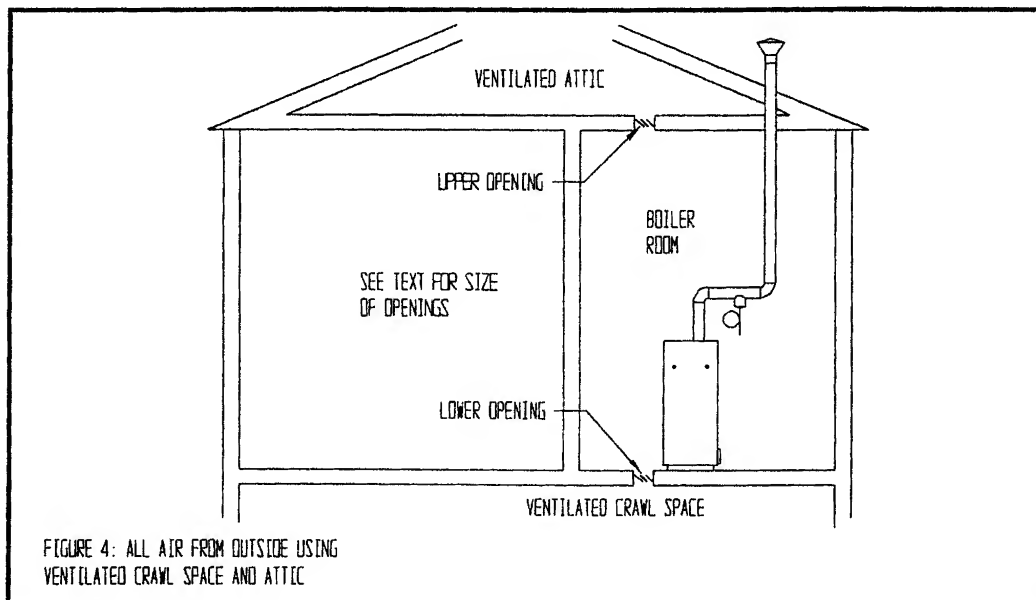 VENTILATED ATTIC
UPPER OPENING
BOILER
ROOM
SEE TEXT FOR SIZE
OF OPENINGS
LOWER OPENING
VENTILATED CRAWL SPACE
FIGURE 4: ALL AIR FROM OUTSIDE USING
VENTILATED CRAWL SPACE AND ATTIC